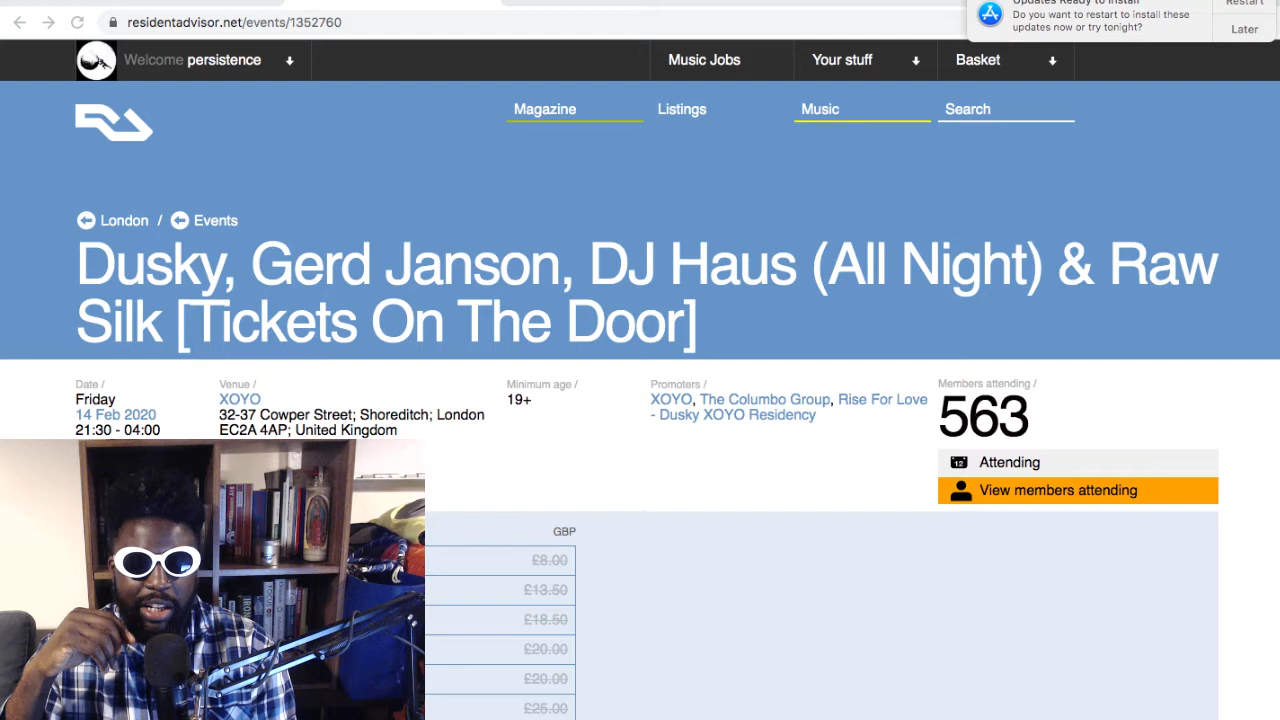 residentadvisor.net/events/1352760
Updates Ready to Install
Do you want to restart to install these
updates now or try tonight?
Restart
Later
Welcome persistence
Music Jobs
Your stuff
Basket
Magazine
Listings
Music
Search
London / Events
Dusky, Gerd Janson, DJ Haus (All Night) & Raw
Silk [Tickets On The Door]
Date /
Friday
14 Feb 2020
21:30 - 04:00
Venue /
XOYO
32-37 Cowper Street; Shoreditch; London
EC2A 4AP; United Kingdom
Minimum age /
19+
Promoters /
XOYO, The Columbo Group, Rise For Love
- Dusky XOYO Residency
Members attending /
563
12
Attending
View members attending
GBP
£8.00
£13.50
£18.50
£20.00
£20.00
£25.00